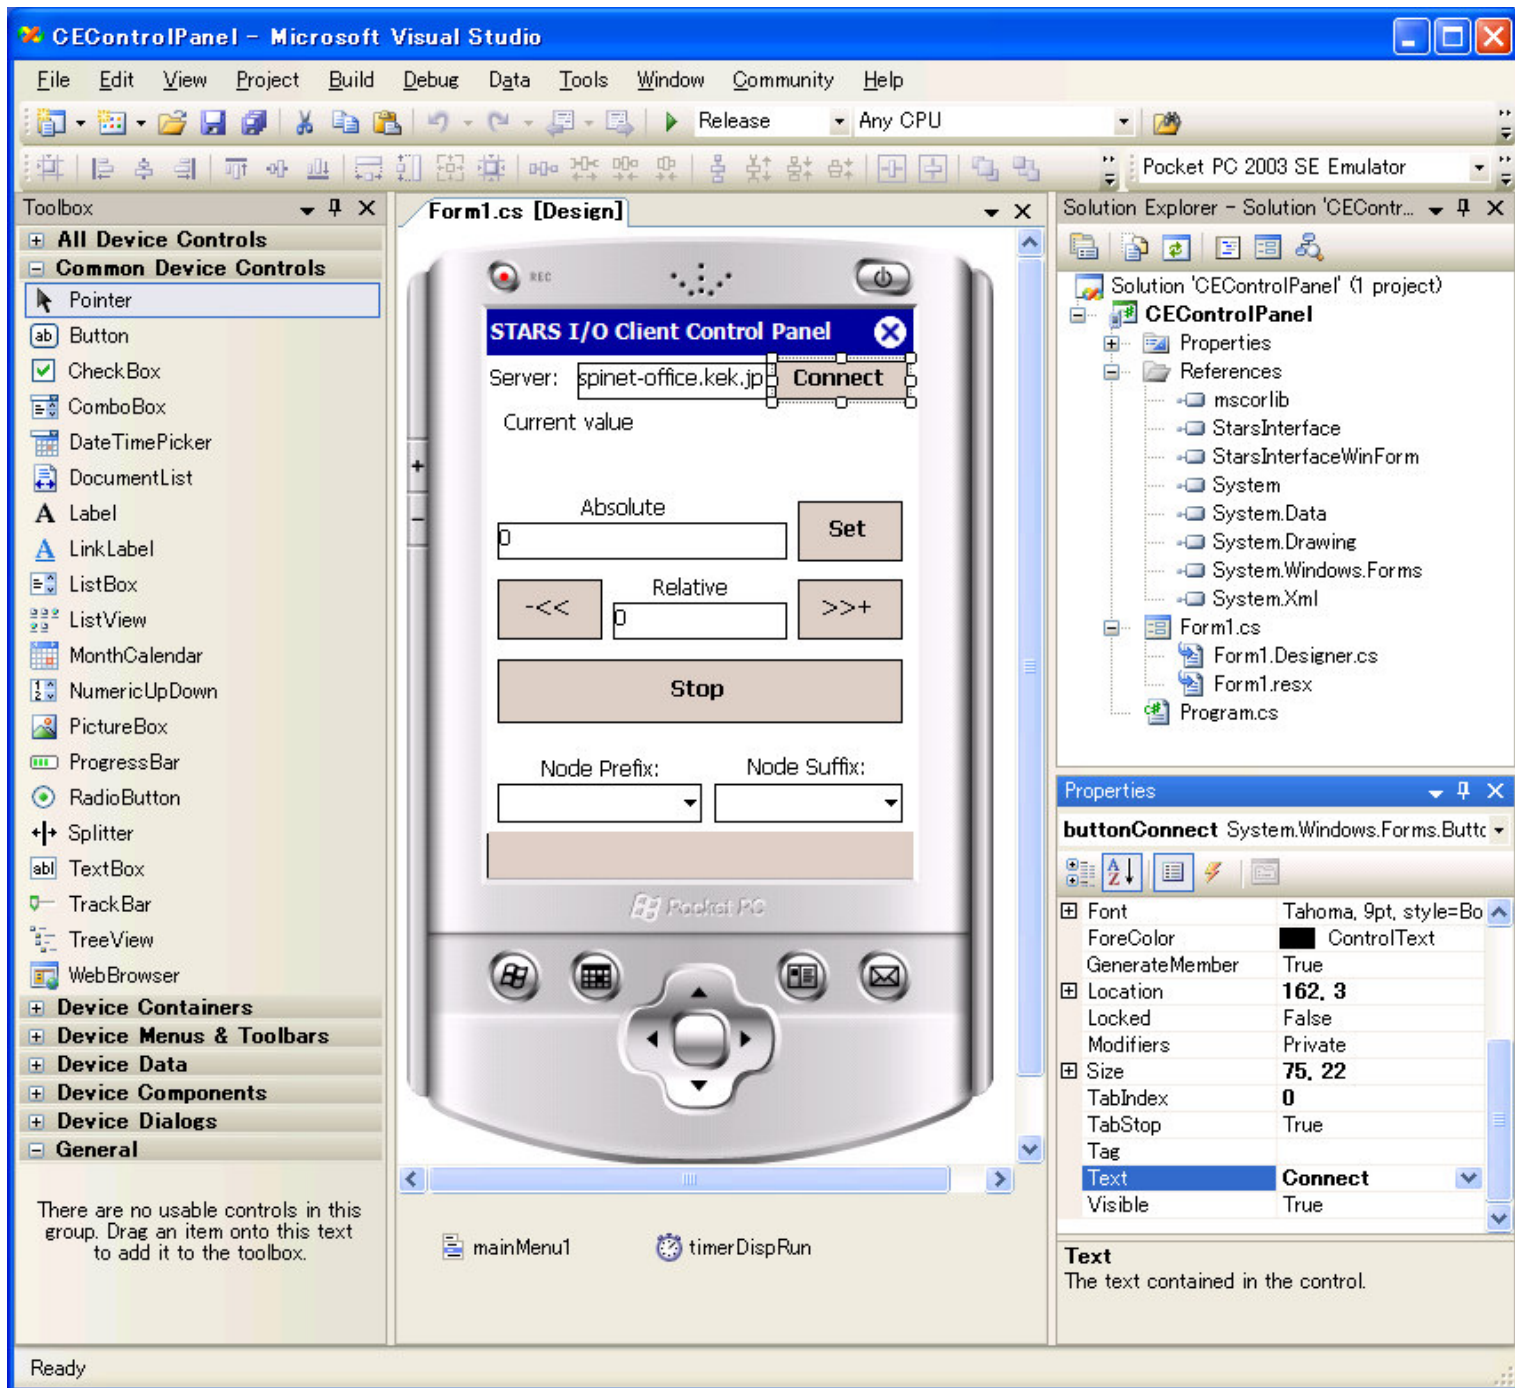 CEControlPanel - Microsoft Visual Studio
File Edit View Project Build Debug Data Tools Window Community Help
Release Any CPU
Pocket PC 2003 SE Emulator
Toolbox
All Device Controls
Common Device Controls
Pointer
Button
CheckBox
ComboBox
DateTimePicker
DocumentList
Label
LinkLabel
ListBox
ListView
MonthCalendar
NumericUpDown
PictureBox
ProgressBar
RadioButton
Splitter
TextBox
TrackBar
TreeView
WebBrowser
Device Containers
Device Menus & Toolbars
Device Data
Device Components
Device Dialogs
General
There are no usable controls in this
group. Drag an item onto this text
to add it to the toolbox.
Form1.cs [Design]
REC
STARS I/O Client Control Panel
Server: spinet-office.kek.jp Connect
Current value
Absolute
0 Set
Relative
-<< 0 >>+
Stop
Node Prefix: Node Suffix:
Pocket PC
mainMenu1 timerDispRun
Solution Explorer - Solution 'CEContr...
Solution 'CEControlPanel' (1 project)
CEControlPanel
Properties
References
mscorlib
StarsInterface
StarsInterfaceWinForm
System
System.Data
System.Drawing
System.Windows.Forms
System.Xml
Form1.cs
Form1.Designer.cs
Form1.resx
Program.cs
Properties
buttonConnect System.Windows.Forms.Butto
Font Tahoma, 9pt, style=Bo
ForeColor ControlText
GenerateMember True
Location 162, 3
Locked False
Modifiers Private
Size 75, 22
TabIndex 0
TabStop True
Tag
Text Connect
Visible True
Text
The text contained in the control.
Ready